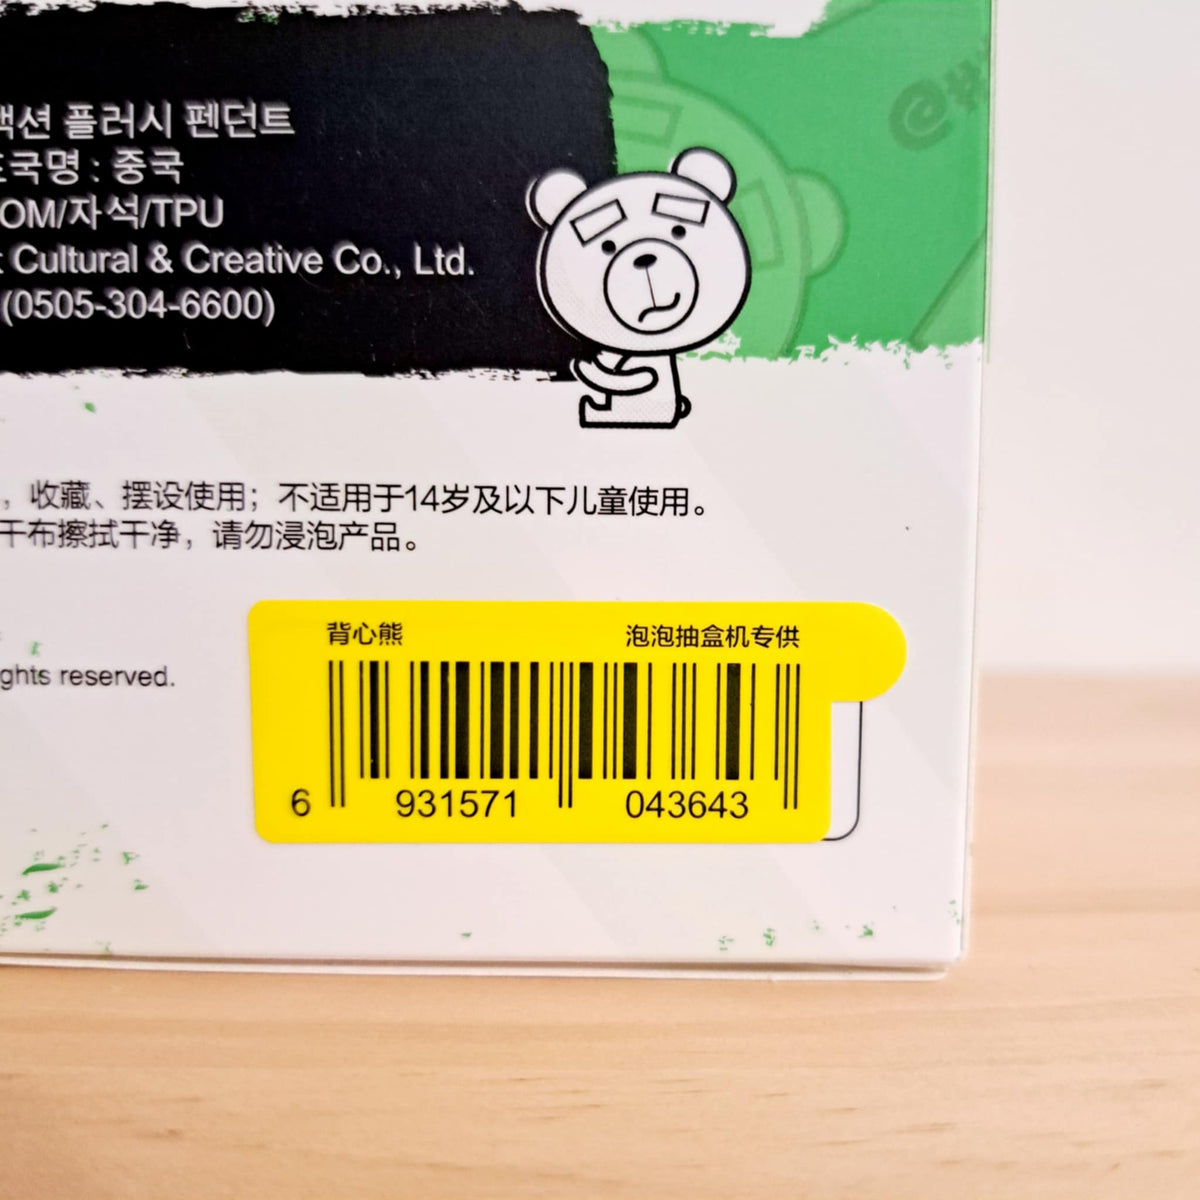 플러시 펜던트
국명 : 중국
OM/자석/TPU
Cultural & Creative Co., Ltd.
(0505-304-6600)
，收藏、摆设使用；不适用于14岁及以下儿童使用。
干布擦拭干净，请勿浸泡产品。
ghts reserved.
背心熊 泡泡抽盒机专供
6 931571 043643